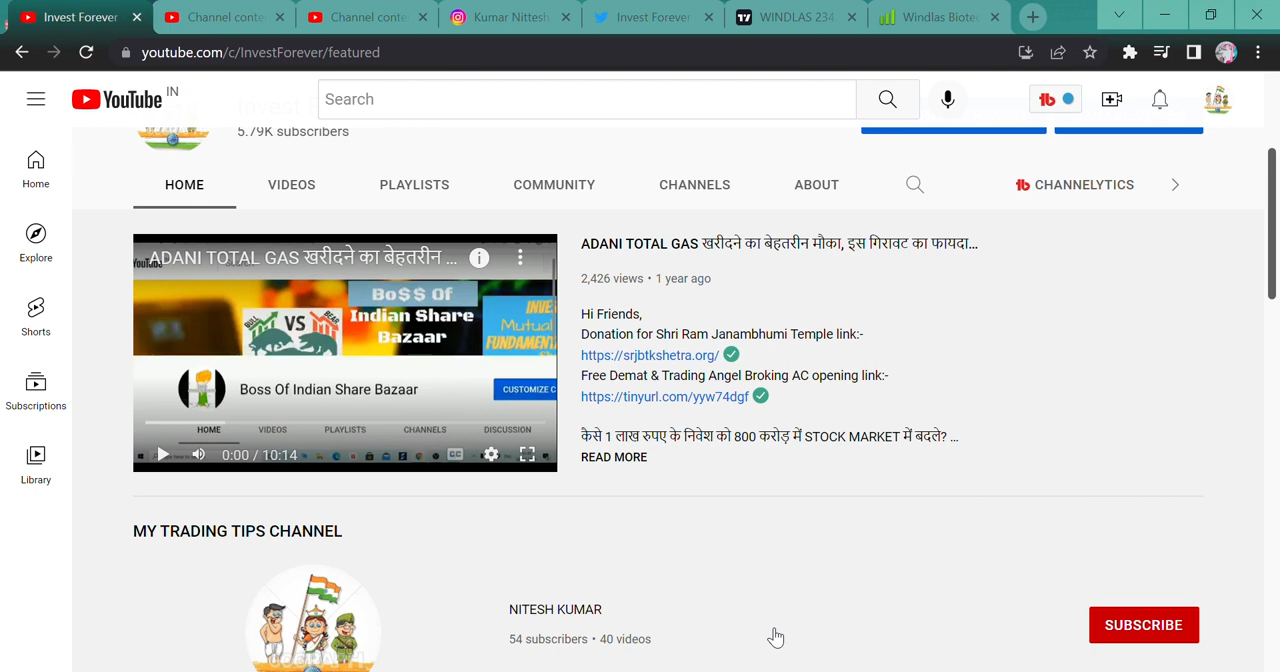 Invest Forever
Channel conte
Channel conte
Kumar Nittesh
Invest Forever
WINDLAS 234
Windlas Biotec
youtube.com/c/InvestForever/featured
YouTube IN
Search
5.79K subscribers
HOME
VIDEOS
PLAYLISTS
COMMUNITY
CHANNELS
ABOUT
CHANNELYTICS
Home
Explore
Shorts
Subscriptions
Library
ADANI TOTAL GAS खरीदने का बेहतरीन ...
Bo$$ Of
Indian Share
Bazaar
VS
Mutual
Boss Of Indian Share Bazaar
CUSTOMIZE C
HOME
VIDEOS
PLAYLISTS
CHANNELS
DISCUSSION
0:00 / 10:14
ADANI TOTAL GAS खरीदने का बेहतरीन मौका, इस गिरावट का फायदा...
2,426 views • 1 year ago
Hi Friends,
Donation for Shri Ram Janambhumi Temple link:-
https://srjbtkshetra.org/
Free Demat & Trading Angel Broking AC opening link:-
https://tinyurl.com/yyw74dgf
कैसे 1 लाख रुपए के निवेश को 800 करोड़ में STOCK MARKET में बदले? ...
READ MORE
MY TRADING TIPS CHANNEL
NITESH KUMAR
54 subscribers • 40 videos
SUBSCRIBE